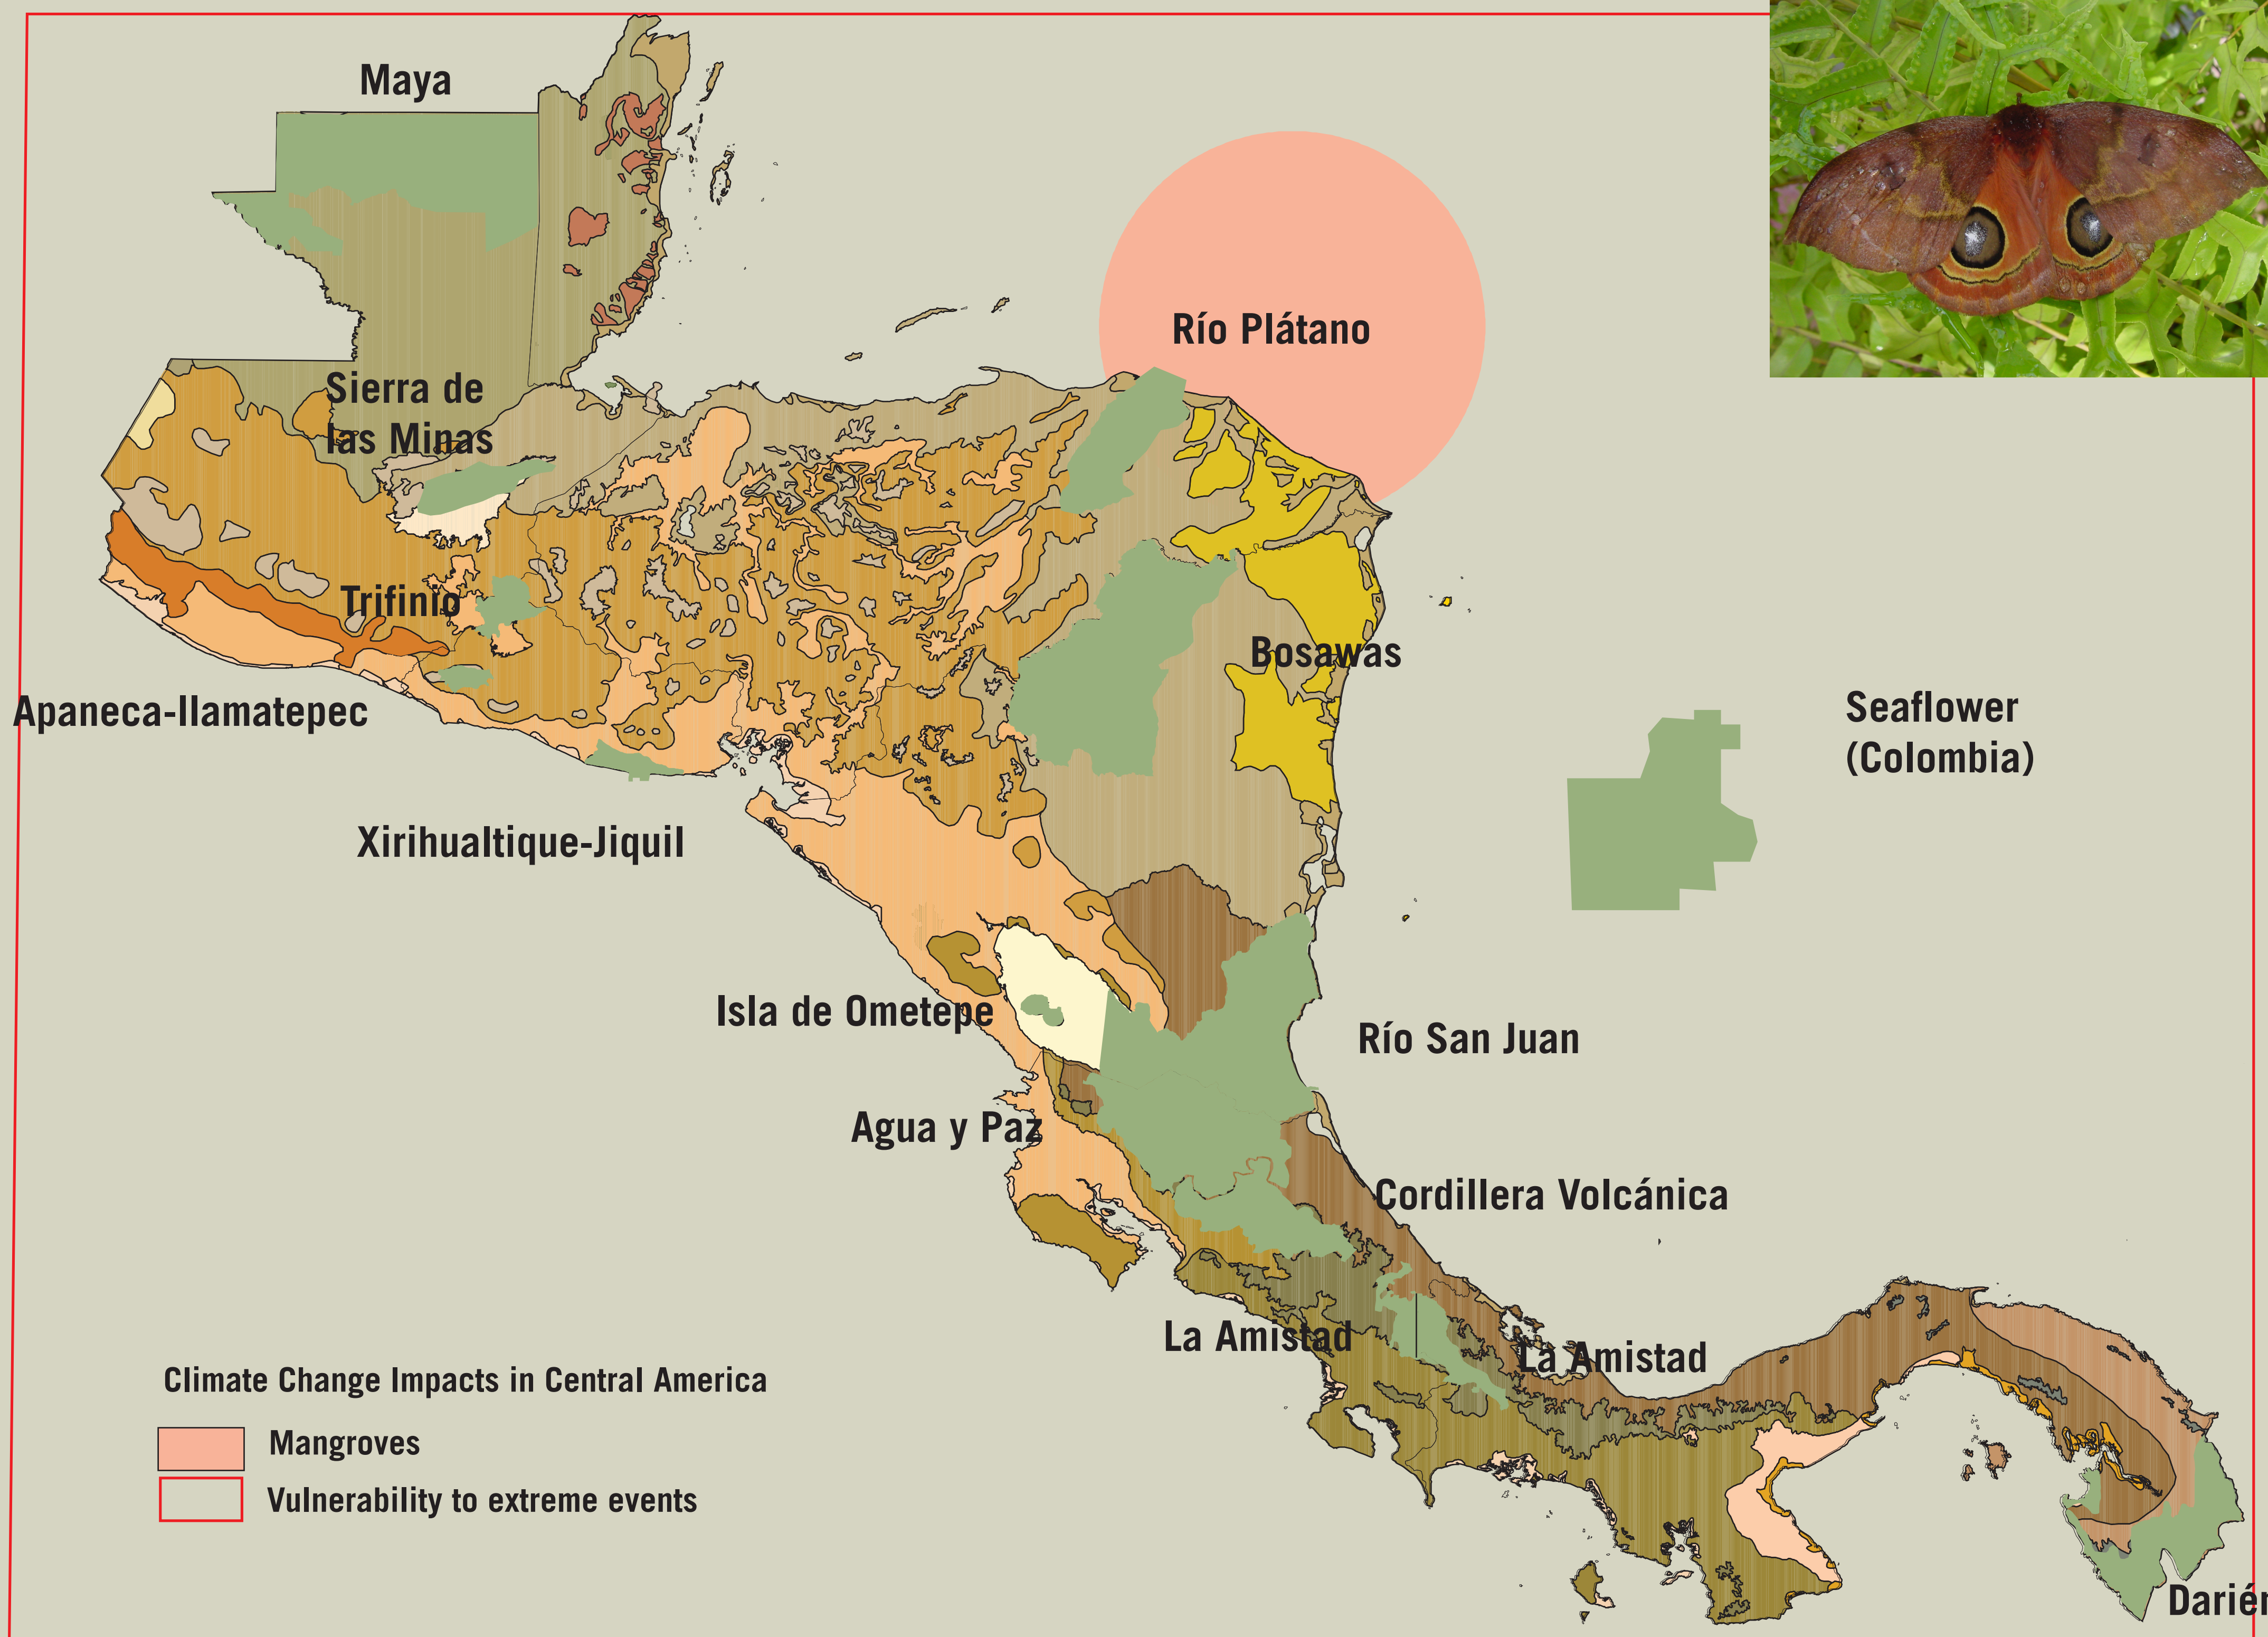 Maya
Río Plátano
Sierra de
las Minas
Trifinio
Bosawas
Apaneca-Ilamatepec
Seaflower
(Colombia)
Xirihualtique-Jiquil
Isla de Ometepe
Río San Juan
Agua y Paz
Cordillera Volcánica
La Amistad
La Amistad
Climate Change Impacts in Central America
Mangroves
Vulnerability to extreme events
Darién